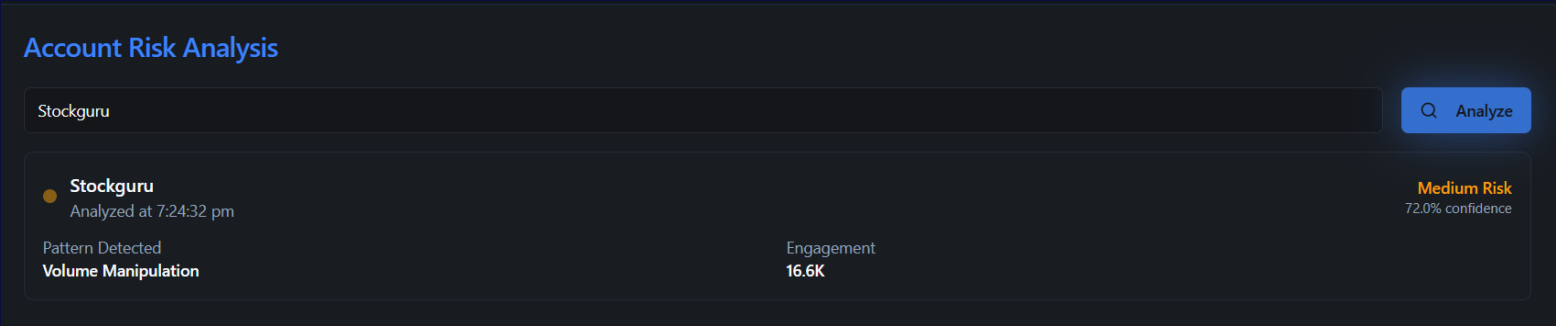 Account Risk Analysis
Stockguru
Analyze
Stockguru
Analyzed at 7:24:32 pm
Medium Risk
72.0% confidence
Pattern Detected
Volume Manipulation
Engagement
16.6K